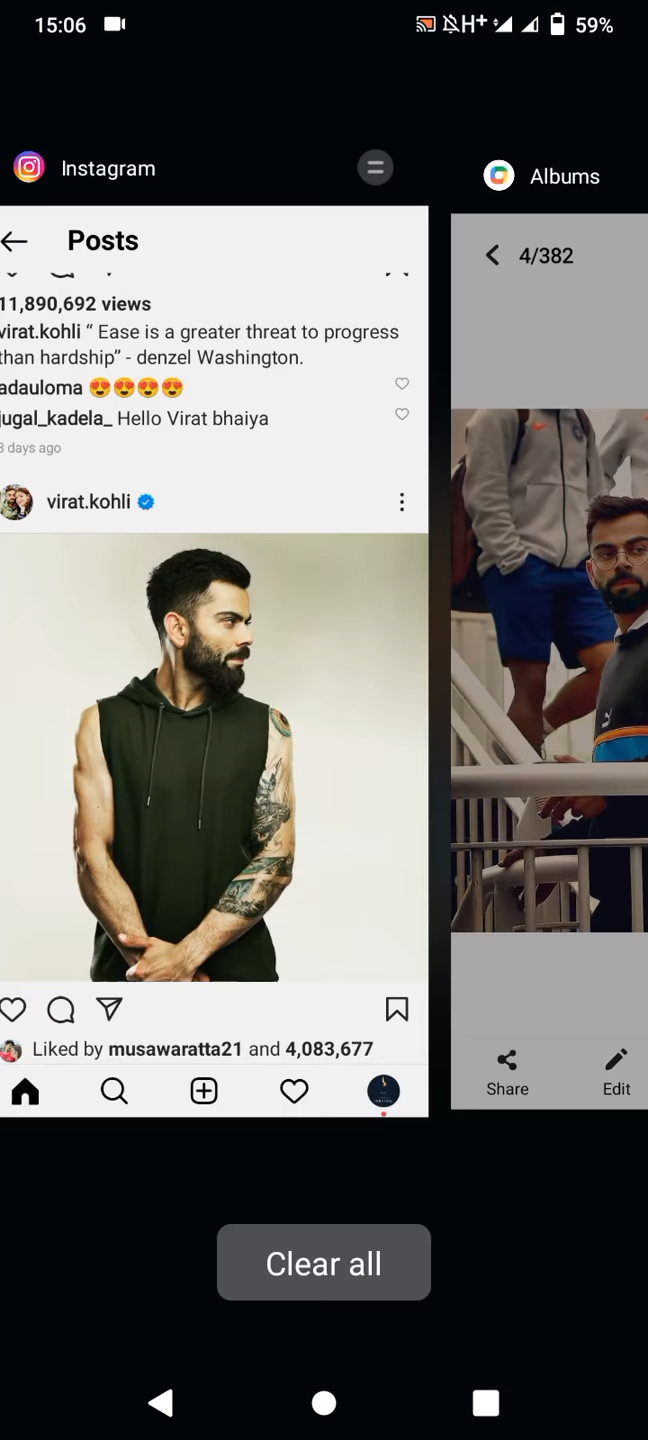 15:06
H+
59%
Instagram
Albums
Posts
4/382
11,890,692 views
virat.kohli “ Ease is a greater threat to progress
than hardship” - denzel Washington.
adauloma 😍😍😍😍
jugal_kadela_ Hello Virat bhaiya
3 days ago
virat.kohli
Liked by musawaratta21 and 4,083,677
Share
Edit
Clear all